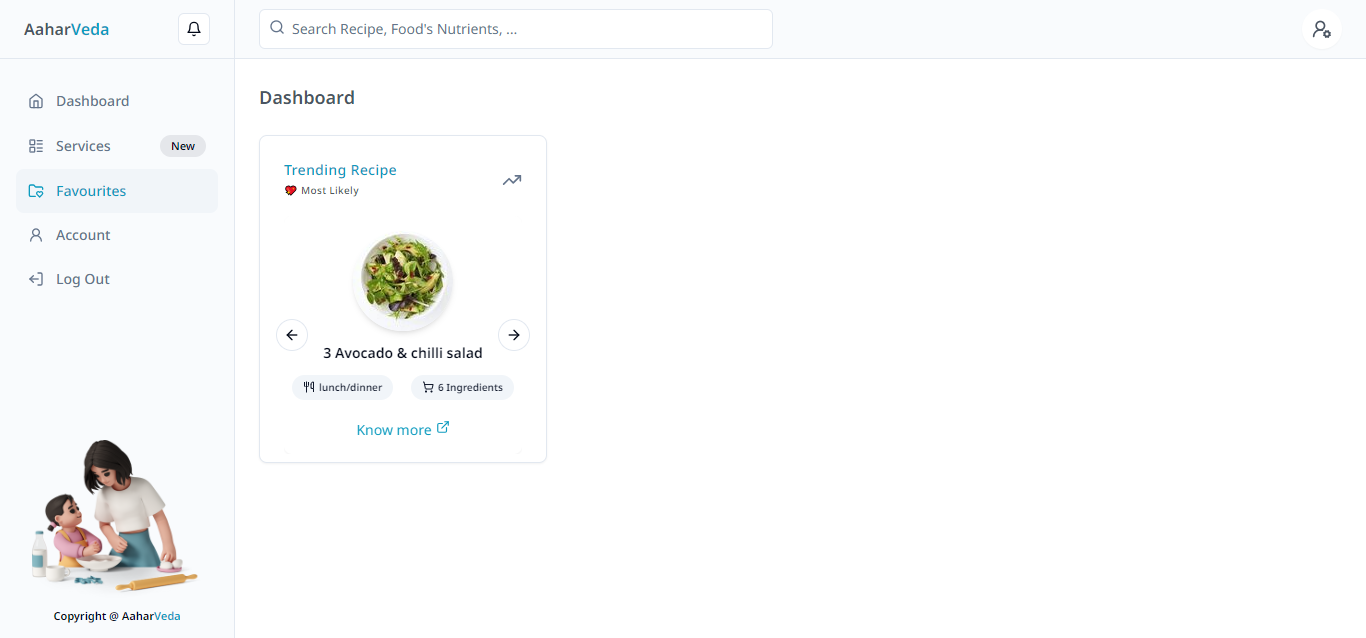 AaharVeda
Search Recipe, Food's Nutrients, ...
Dashboard
Services
New
Favourites
Account
Log Out
Copyright @ AaharVeda
Dashboard
Trending Recipe
Most Likely
3 Avocado & chilli salad
lunch/dinner
6 Ingredients
Know more